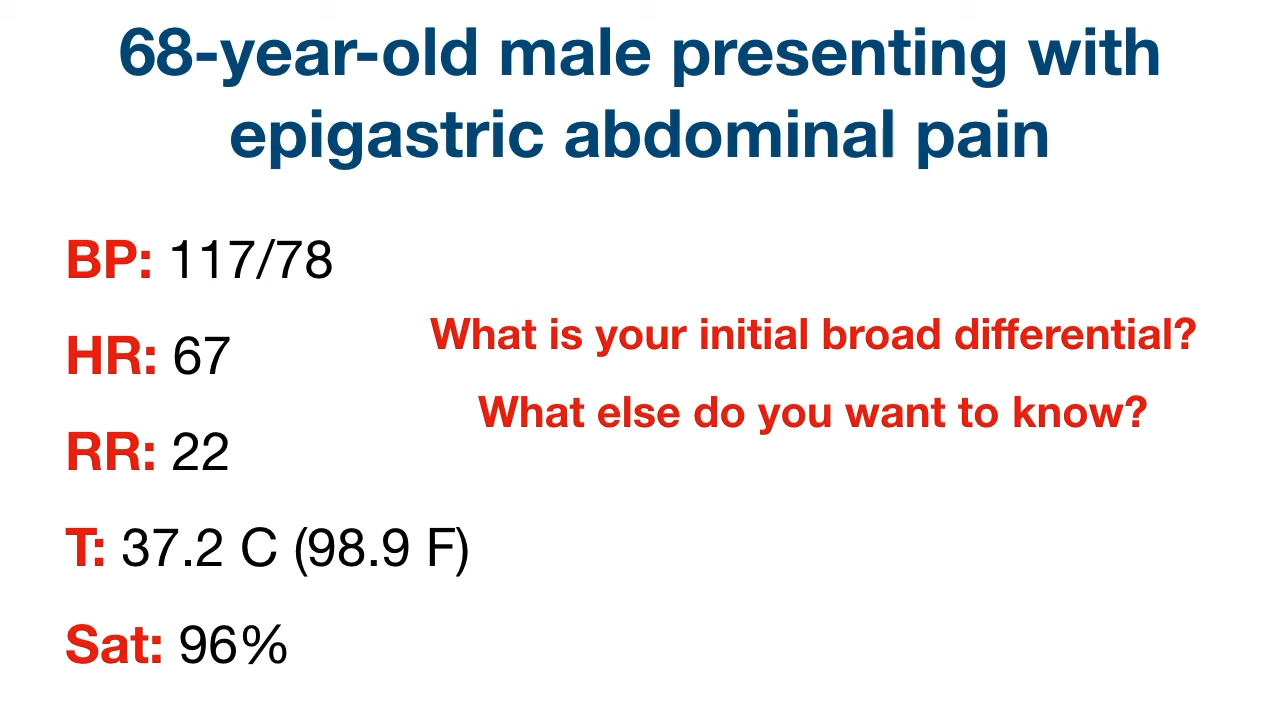 68-year-old male presenting with
epigastric abdominal pain
BP: 117/78
HR: 67
RR: 22
T: 37.2 C (98.9 F)
Sat: 96%
What is your initial broad differential?
What else do you want to know?